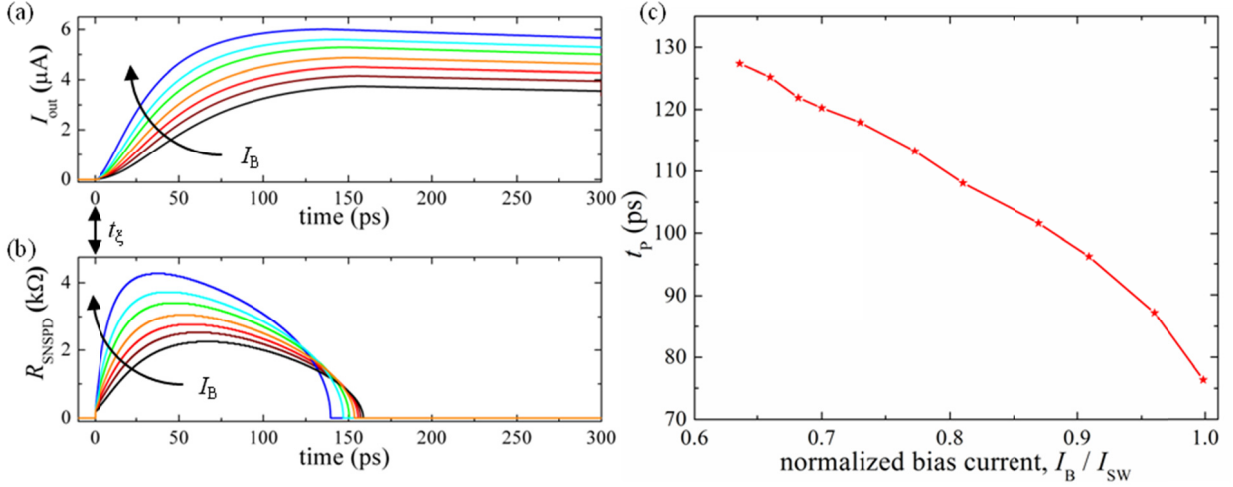 (a)
6
4
2
0
I_out (μA)
I_B
0 50 100 150 200 250 300
time (ps)
t_ξ
(b)
4
2
0
R_SNSPD (kΩ)
I_B
0 50 100 150 200 250 300
time (ps)
(c)
135
130
120
110
100
90
80
70
t_P (ps)
0.6 0.7 0.8 0.9 1.0
normalized bias current, I_B / I_SW